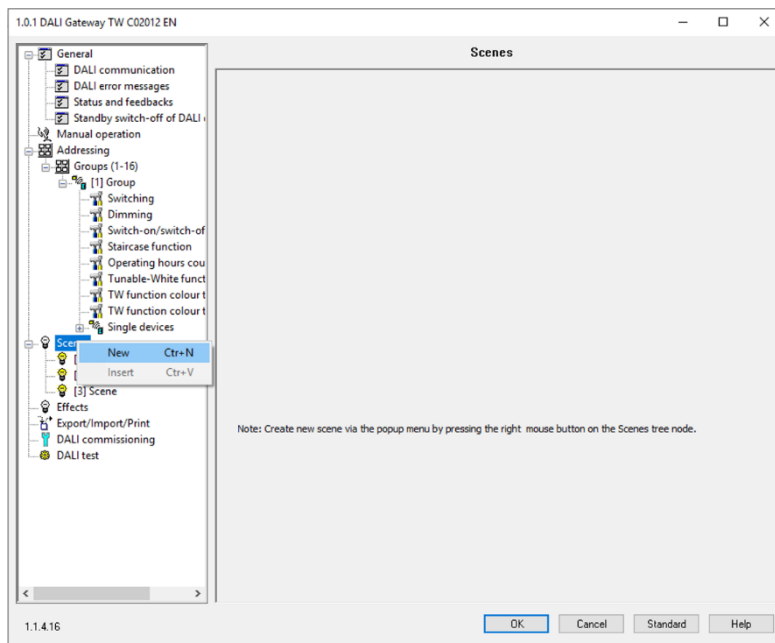 1.0.1 DALI Gateway TW C02012 EN
Scenes
General
DALI communication
DALI error messages
Status and feedbacks
Standby switch-off of DALI
Manual operation
Addressing
Groups (1-16)
[1] Group
Switching
Dimming
Switch-on/switch-of
Staircase function
Operating hours cou
Tunable-White funct
TW function colour t
TW function colour t
Single devices
Scen
New Ctr+N
[
Insert Ctr+V
[
[3] Scene
Effects
Export/Import/Print
DALI commissioning
DALI test
Note: Create new scene via the popup menu by pressing the right mouse button on the Scenes tree node.
1.1.4.16
OK Cancel Standard Help